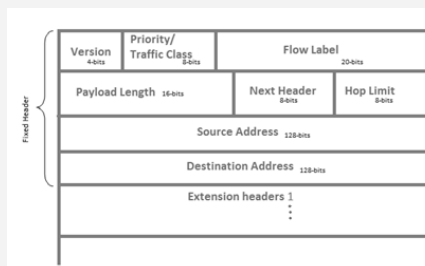 Version 4-bits
Priority/
Traffic Class 8-bits
Flow Label 20-bits
Payload Length 16-bits
Next Header 8-bits
Hop Limit 8-bits
Fixed Header
Source Address 128-bits
Destination Address 128-bits
Extension headers 1